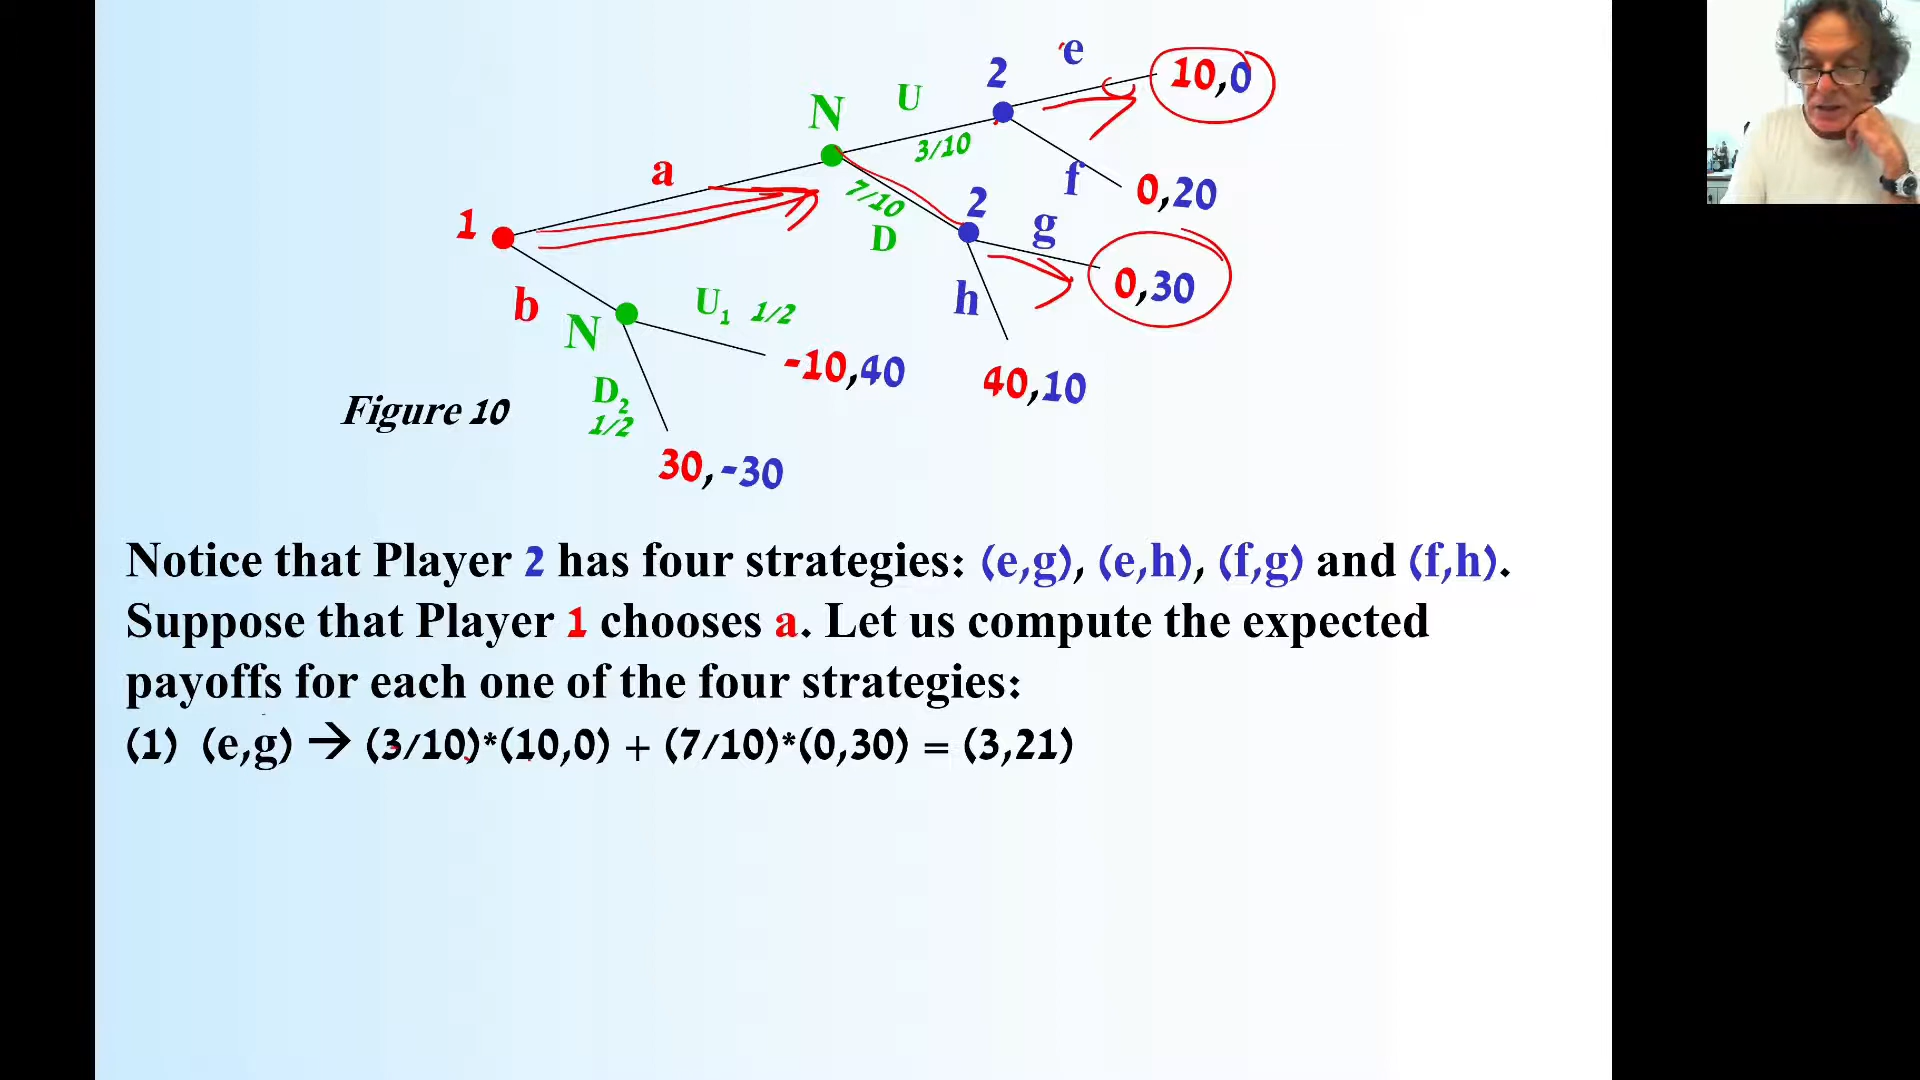 e
2
10,0
U
N
3/10
a
f
0,20
7/10
2
g
1
D
0,30
h
b
U1 1/2
N
-10,40
40,10
D2
1/2
Figure 10
30,-30
Notice that Player 2 has four strategies: (e,g), (e,h), (f,g) and (f,h).
Suppose that Player 1 chooses a. Let us compute the expected
payoffs for each one of the four strategies:
(1) (e,g) → (3/10)*(10,0) + (7/10)*(0,30) = (3,21)